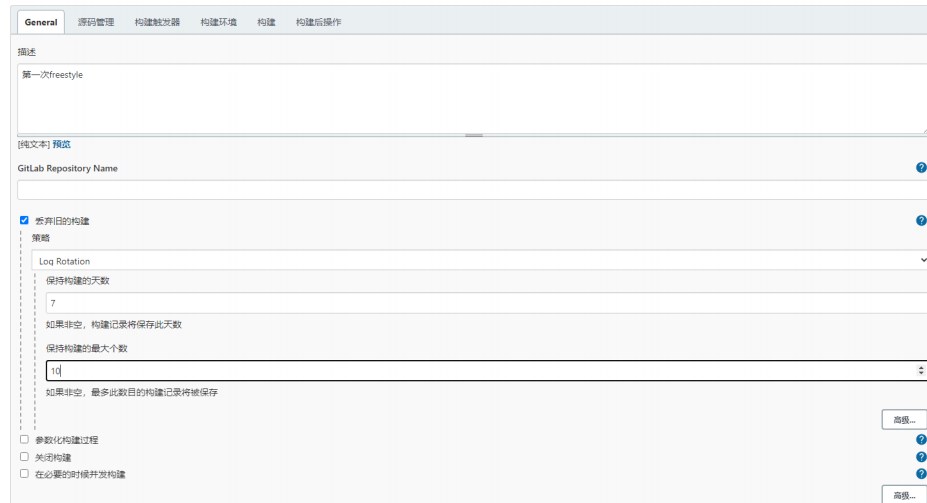 General 源码管理 构建触发器 构建环境 构建 构建后操作
描述
第一次freestyle
[纯文本] 预览
GitLab Repository Name
丢弃旧的构建
策略
Log Rotation
保持构建的天数
7
如果非空，构建记录将保存此天数
保持构建的最大个数
10
如果非空，最多此数目的构建记录将被保存
高级...
参数化构建过程
关闭构建
在必要的时候并发构建
高级...